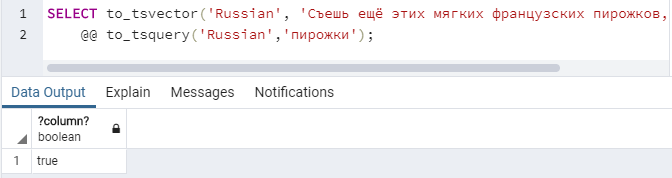 1 SELECT to_tsvector('Russian', 'Съешь ещё этих мягких французских пирожков,
2 @@ to_tsquery('Russian','пирожки');
Data Output Explain Messages Notifications
?column?
boolean
1 true